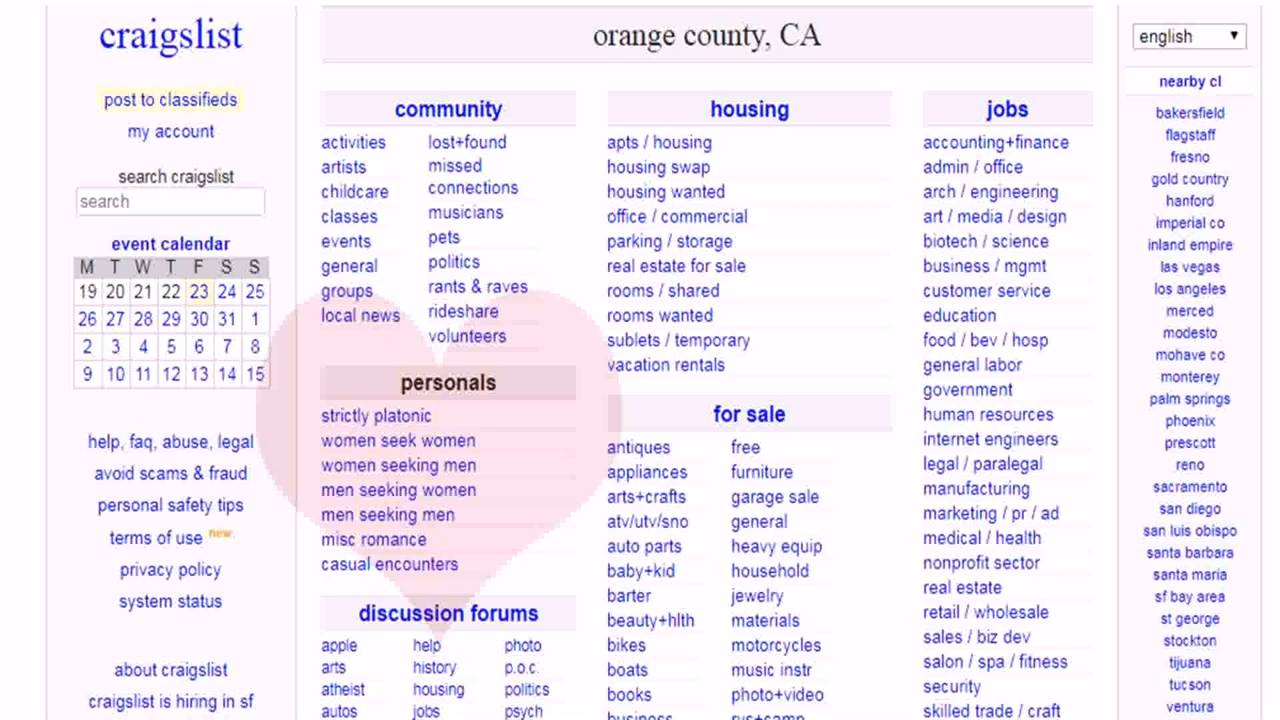 craigslist
post to classifieds
my account
search craigslist
search
event calendar
M T W T F S S
19 20 21 22 23 24 25
26 27 28 29 30 31 1
2 3 4 5 6 7 8
9 10 11 12 13 14 15
help, faq, abuse, legal
avoid scams & fraud
personal safety tips
terms of use new
privacy policy
system status
about craigslist
craigslist is hiring in sf
orange county, CA
community
activities
artists
childcare
classes
events
general
groups
local news
lost+found
missed
connections
musicians
pets
politics
rants & raves
rideshare
volunteers
personals
strictly platonic
women seek women
women seeking men
men seeking women
men seeking men
misc romance
casual encounters
discussion forums
apple
arts
atheist
autos
help
history
housing
jobs
photo
p.o.c.
politics
psych
housing
apts / housing
housing swap
housing wanted
office / commercial
parking / storage
real estate for sale
rooms / shared
rooms wanted
sublets / temporary
vacation rentals
for sale
antiques
appliances
arts+crafts
atv/utv/sno
auto parts
baby+kid
barter
beauty+hlth
bikes
boats
books
business
free
furniture
garage sale
general
heavy equip
household
jewelry
materials
motorcycles
music instr
photo+video
rvs+camp
jobs
accounting+finance
admin / office
arch / engineering
art / media / design
biotech / science
business / mgmt
customer service
education
food / bev / hosp
general labor
government
human resources
internet engineers
legal / paralegal
manufacturing
marketing / pr / ad
medical / health
nonprofit sector
real estate
retail / wholesale
sales / biz dev
salon / spa / fitness
security
skilled trade / craft
english
nearby cl
bakersfield
flagstaff
fresno
gold country
hanford
imperial co
inland empire
las vegas
los angeles
merced
modesto
mohave co
monterey
palm springs
phoenix
prescott
reno
sacramento
san diego
san luis obispo
santa barbara
santa maria
sf bay area
st george
stockton
tijuana
tucson
ventura